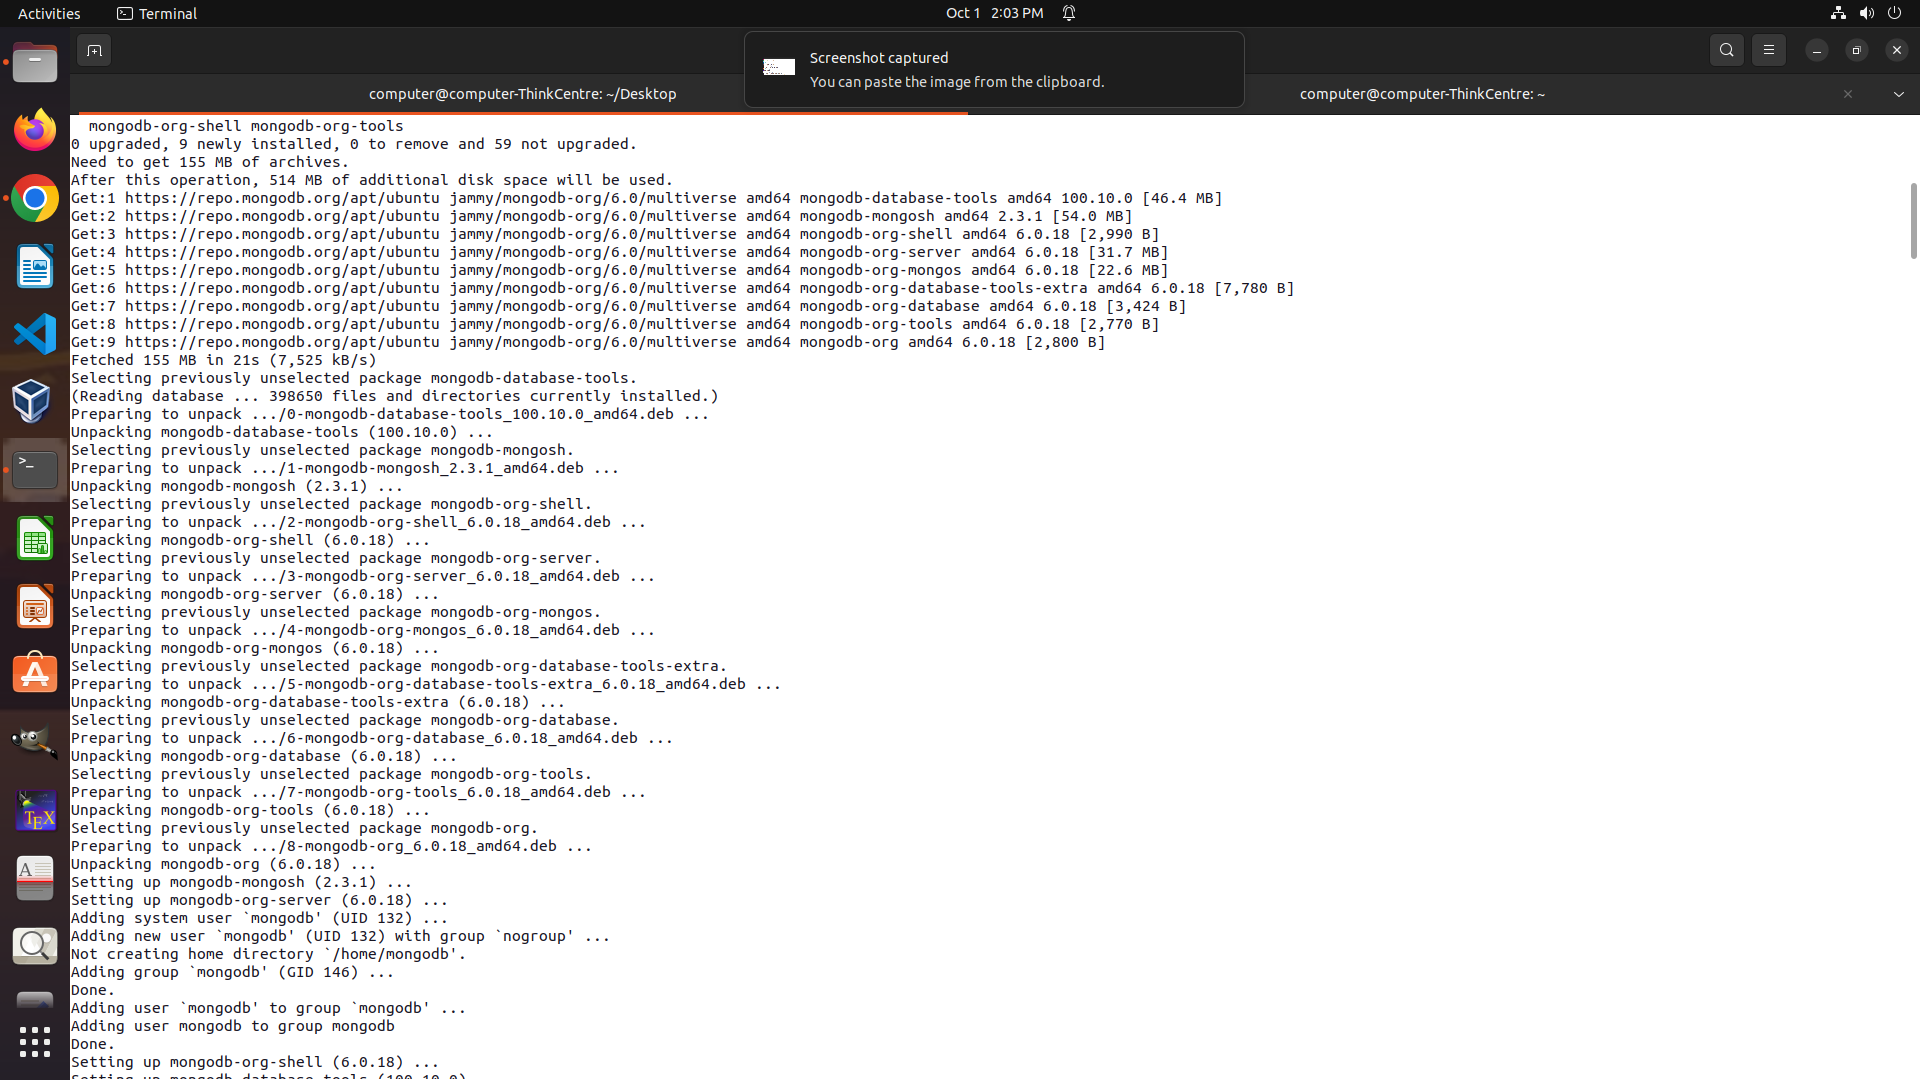 Activities
Terminal
Oct 1 2:03 PM
Screenshot captured
You can paste the image from the clipboard.
computer@computer-ThinkCentre: ~/Desktop
computer@computer-ThinkCentre: ~
mongodb-org-shell mongodb-org-tools
0 upgraded, 9 newly installed, 0 to remove and 59 not upgraded.
Need to get 155 MB of archives.
After this operation, 514 MB of additional disk space will be used.
Get:1 https://repo.mongodb.org/apt/ubuntu jammy/mongodb-org/6.0/multiverse amd64 mongodb-database-tools amd64 100.10.0 [46.4 MB]
Get:2 https://repo.mongodb.org/apt/ubuntu jammy/mongodb-org/6.0/multiverse amd64 mongodb-mongosh amd64 2.3.1 [54.0 MB]
Get:3 https://repo.mongodb.org/apt/ubuntu jammy/mongodb-org/6.0/multiverse amd64 mongodb-org-shell amd64 6.0.18 [2,990 B]
Get:4 https://repo.mongodb.org/apt/ubuntu jammy/mongodb-org/6.0/multiverse amd64 mongodb-org-server amd64 6.0.18 [31.7 MB]
Get:5 https://repo.mongodb.org/apt/ubuntu jammy/mongodb-org/6.0/multiverse amd64 mongodb-org-mongos amd64 6.0.18 [22.6 MB]
Get:6 https://repo.mongodb.org/apt/ubuntu jammy/mongodb-org/6.0/multiverse amd64 mongodb-org-database-tools-extra amd64 6.0.18 [7,780 B]
Get:7 https://repo.mongodb.org/apt/ubuntu jammy/mongodb-org/6.0/multiverse amd64 mongodb-org-database amd64 6.0.18 [3,424 B]
Get:8 https://repo.mongodb.org/apt/ubuntu jammy/mongodb-org/6.0/multiverse amd64 mongodb-org-tools amd64 6.0.18 [2,770 B]
Get:9 https://repo.mongodb.org/apt/ubuntu jammy/mongodb-org/6.0/multiverse amd64 mongodb-org amd64 6.0.18 [2,800 B]
Fetched 155 MB in 21s (7,525 kB/s)
Selecting previously unselected package mongodb-database-tools.
(Reading database ... 398650 files and directories currently installed.)
Preparing to unpack .../0-mongodb-database-tools_100.10.0_amd64.deb ...
Unpacking mongodb-database-tools (100.10.0) ...
Selecting previously unselected package mongodb-mongosh.
Preparing to unpack .../1-mongodb-mongosh_2.3.1_amd64.deb ...
Unpacking mongodb-mongosh (2.3.1) ...
Selecting previously unselected package mongodb-org-shell.
Preparing to unpack .../2-mongodb-org-shell_6.0.18_amd64.deb ...
Unpacking mongodb-org-shell (6.0.18) ...
Selecting previously unselected package mongodb-org-server.
Preparing to unpack .../3-mongodb-org-server_6.0.18_amd64.deb ...
Unpacking mongodb-org-server (6.0.18) ...
Selecting previously unselected package mongodb-org-mongos.
Preparing to unpack .../4-mongodb-org-mongos_6.0.18_amd64.deb ...
Unpacking mongodb-org-mongos (6.0.18) ...
Selecting previously unselected package mongodb-org-database-tools-extra.
Preparing to unpack .../5-mongodb-org-database-tools-extra_6.0.18_amd64.deb ...
Unpacking mongodb-org-database-tools-extra (6.0.18) ...
Selecting previously unselected package mongodb-org-database.
Preparing to unpack .../6-mongodb-org-database_6.0.18_amd64.deb ...
Unpacking mongodb-org-database (6.0.18) ...
Selecting previously unselected package mongodb-org-tools.
Preparing to unpack .../7-mongodb-org-tools_6.0.18_amd64.deb ...
Unpacking mongodb-org-tools (6.0.18) ...
Selecting previously unselected package mongodb-org.
Preparing to unpack .../8-mongodb-org_6.0.18_amd64.deb ...
Unpacking mongodb-org (6.0.18) ...
Setting up mongodb-mongosh (2.3.1) ...
Setting up mongodb-org-server (6.0.18) ...
Adding system user `mongodb' (UID 132) ...
Adding new user `mongodb' (UID 132) with group `nogroup' ...
Not creating home directory `/home/mongodb'.
Adding group `mongodb' (GID 146) ...
Done.
Adding user `mongodb' to group `mongodb' ...
Adding user mongodb to group mongodb
Done.
Setting up mongodb-org-shell (6.0.18) ...
Setting up mongodb-database-tools (100.10.0)